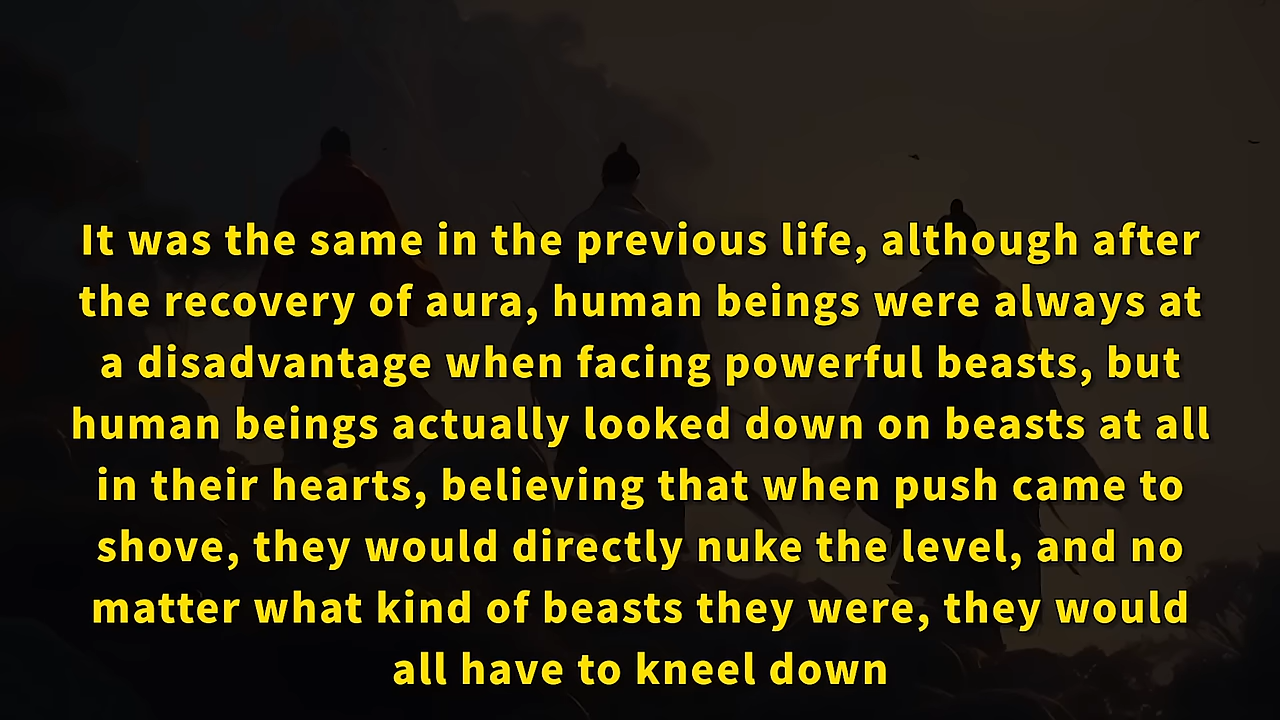 It was the same in the previous life, although after
the recovery of aura, human beings were always at
a disadvantage when facing powerful beasts, but
human beings actually looked down on beasts at all
in their hearts, believing that when push came to
shove, they would directly nuke the level, and no
matter what kind of beasts they were, they would
all have to kneel down